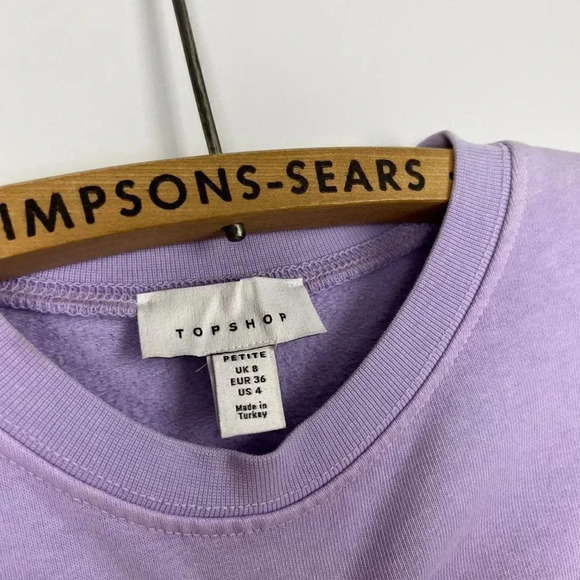 IMPSONS-SEARS
TOPSHOP
PETITE
UK 8
EUR 36
US 4
Made in
Turkey